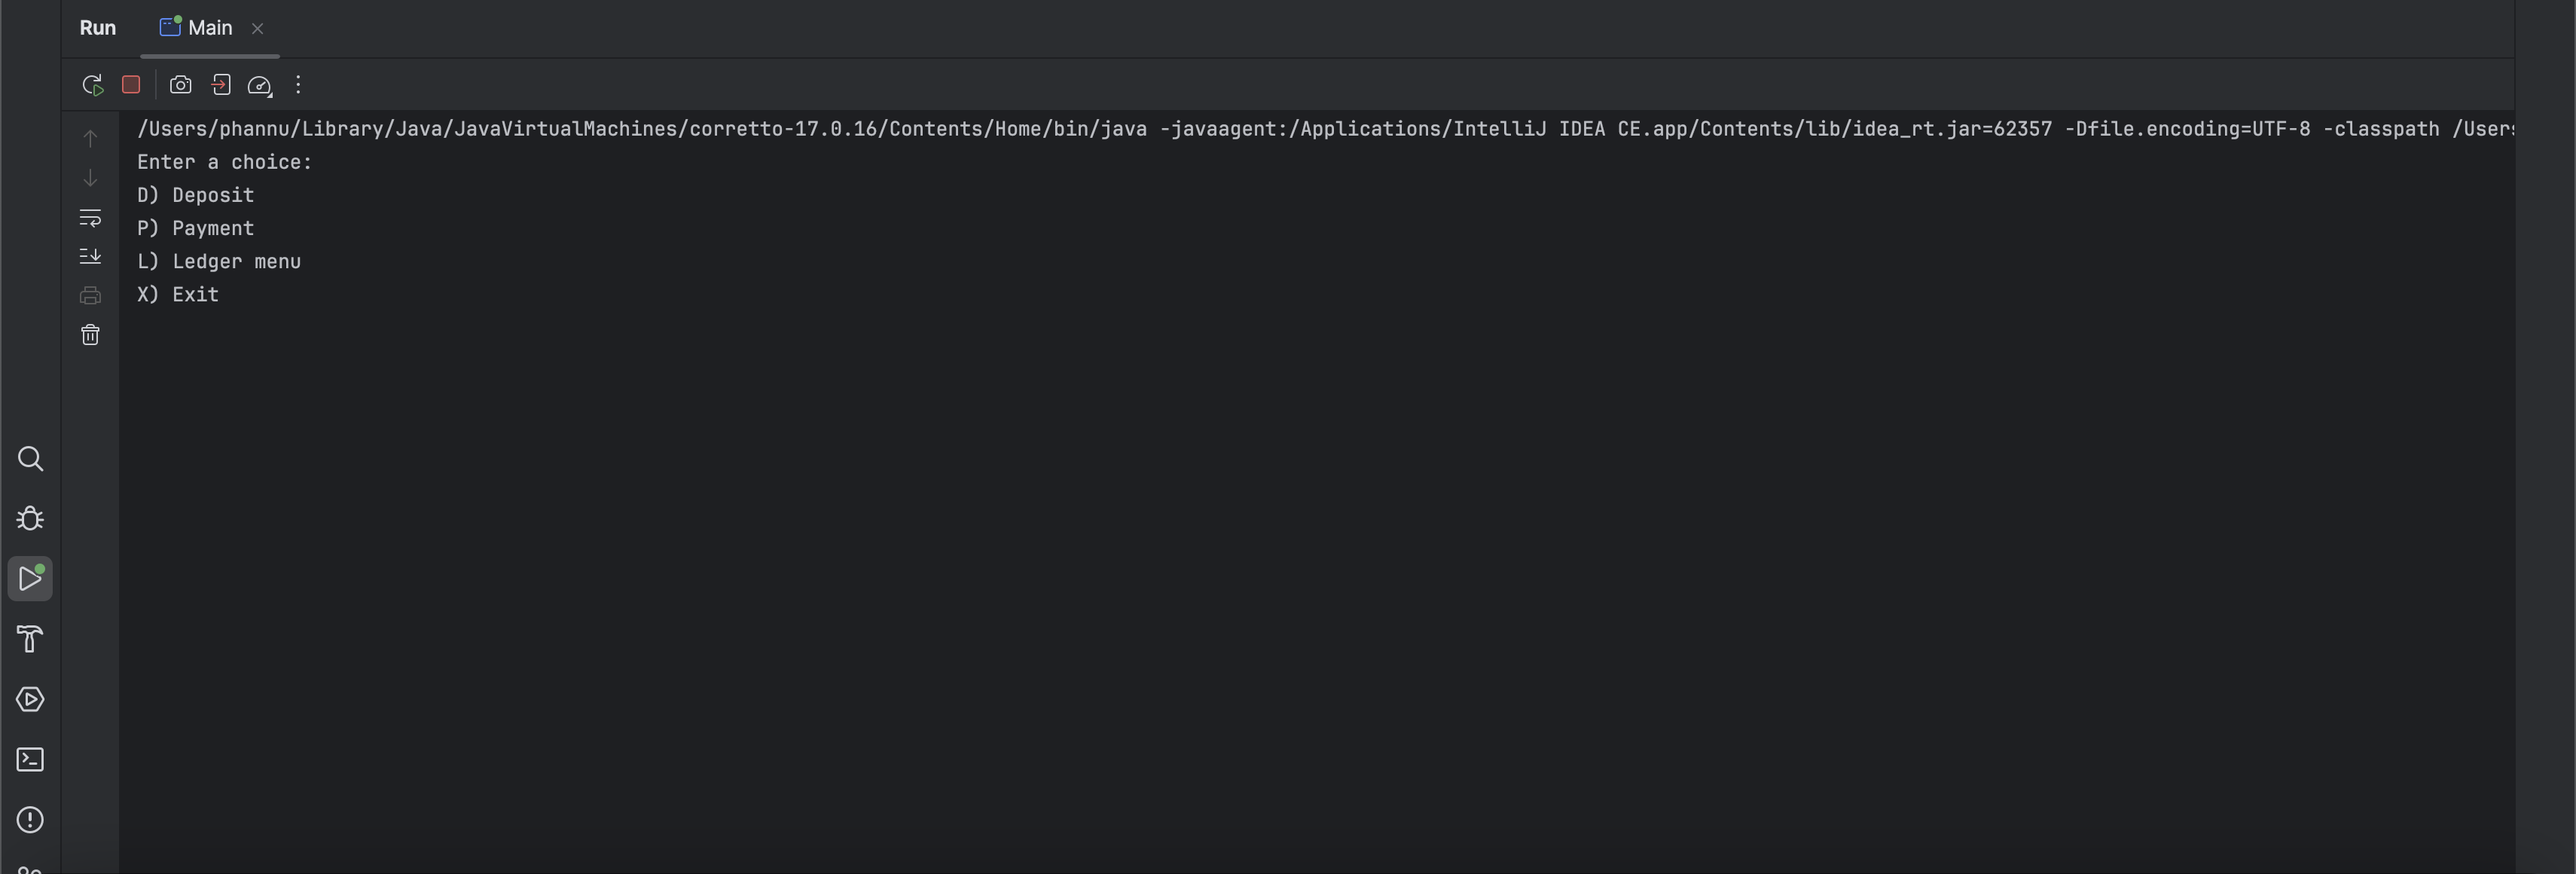 Run Main
/Users/phannu/Library/Java/JavaVirtualMachines/corretto-17.0.16/Contents/Home/bin/java -javaagent:/Applications/IntelliJ IDEA CE.app/Contents/lib/idea_rt.jar=62357 -Dfile.encoding=UTF-8 -classpath /Users
Enter a choice:
D) Deposit
P) Payment
L) Ledger menu
X) Exit